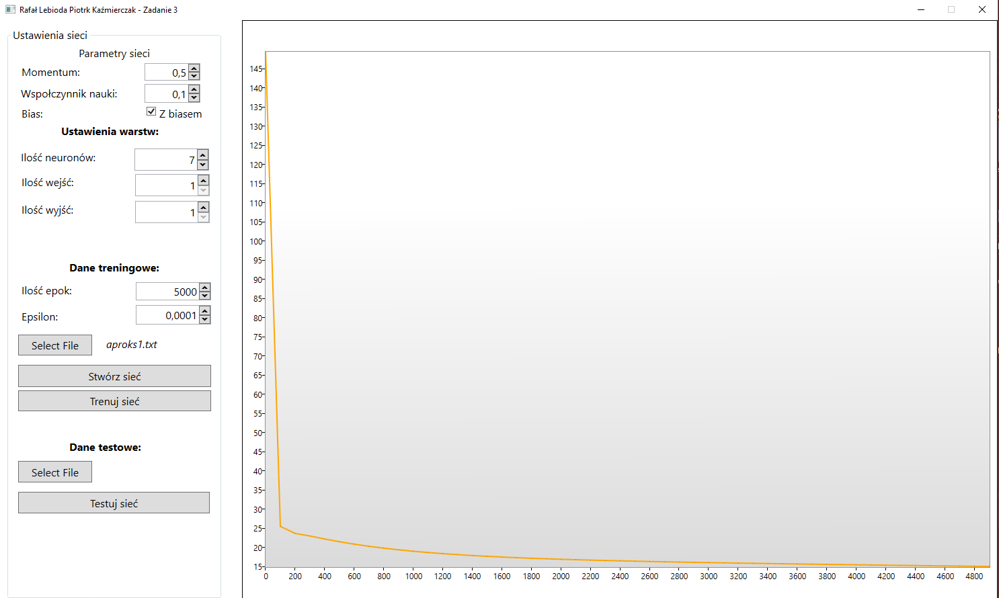 Rafał Lebioda Piotrk Kaźmierczak - Zadanie 3
Ustawienia sieci
Parametry sieci
Momentum: 0,5
Wspołczynnik nauki: 0,1
Bias: Z biasem
Ustawienia warstw:
Ilość neuronów: 7
Ilość wejść: 1
Ilość wyjść: 1
Dane treningowe:
Ilość epok: 5000
Epsilon: 0,0001
Select File aproks1.txt
Stwórz sieć
Trenuj sieć
Dane testowe:
Select File
Testuj sieć
145
140
135
130
125
120
115
110
105
100
95
90
85
80
75
70
65
60
55
50
45
40
35
30
25
20
15
0 200 400 600 800 1000 1200 1400 1600 1800 2000 2200 2400 2600 2800 3000 3200 3400 3600 3800 4000 4200 4400 4600 4800